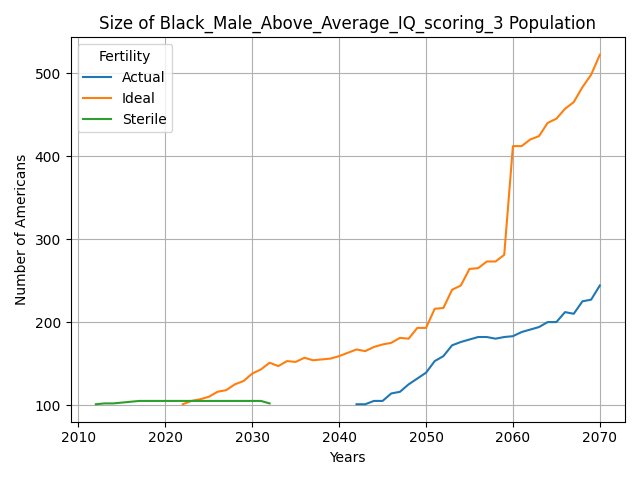 Size of Black_Male_Above_Average_IQ_scoring_3 Population
Fertility
Actual
Ideal
Sterile
Number of Americans
500
400
300
200
100
2010 2020 2030 2040 2050 2060 2070
Years